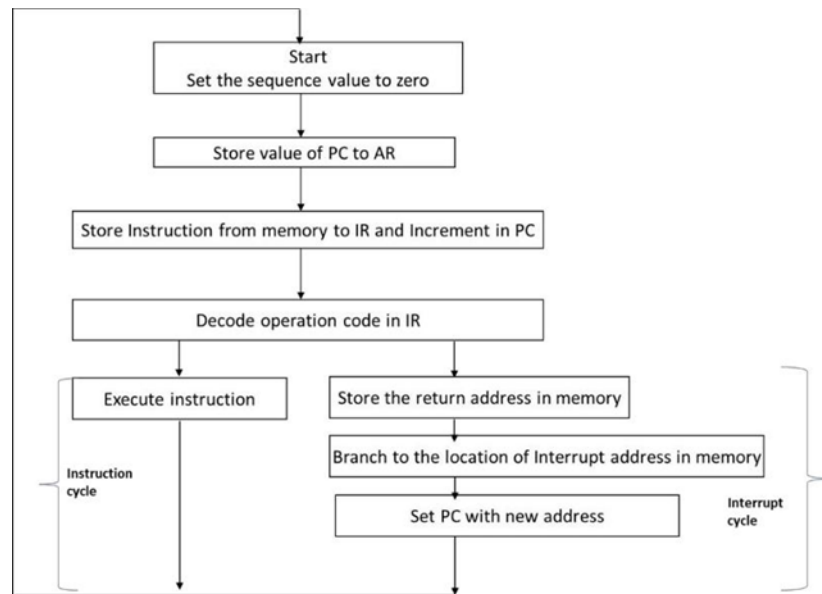 Start
Set the sequence value to zero
Store value of PC to AR
Store Instruction from memory to IR and Increment in PC
Decode operation code in IR
Execute instruction
Store the return address in memory
Branch to the location of Interrupt address in memory
Set PC with new address
Instruction
cycle
Interrupt
cycle